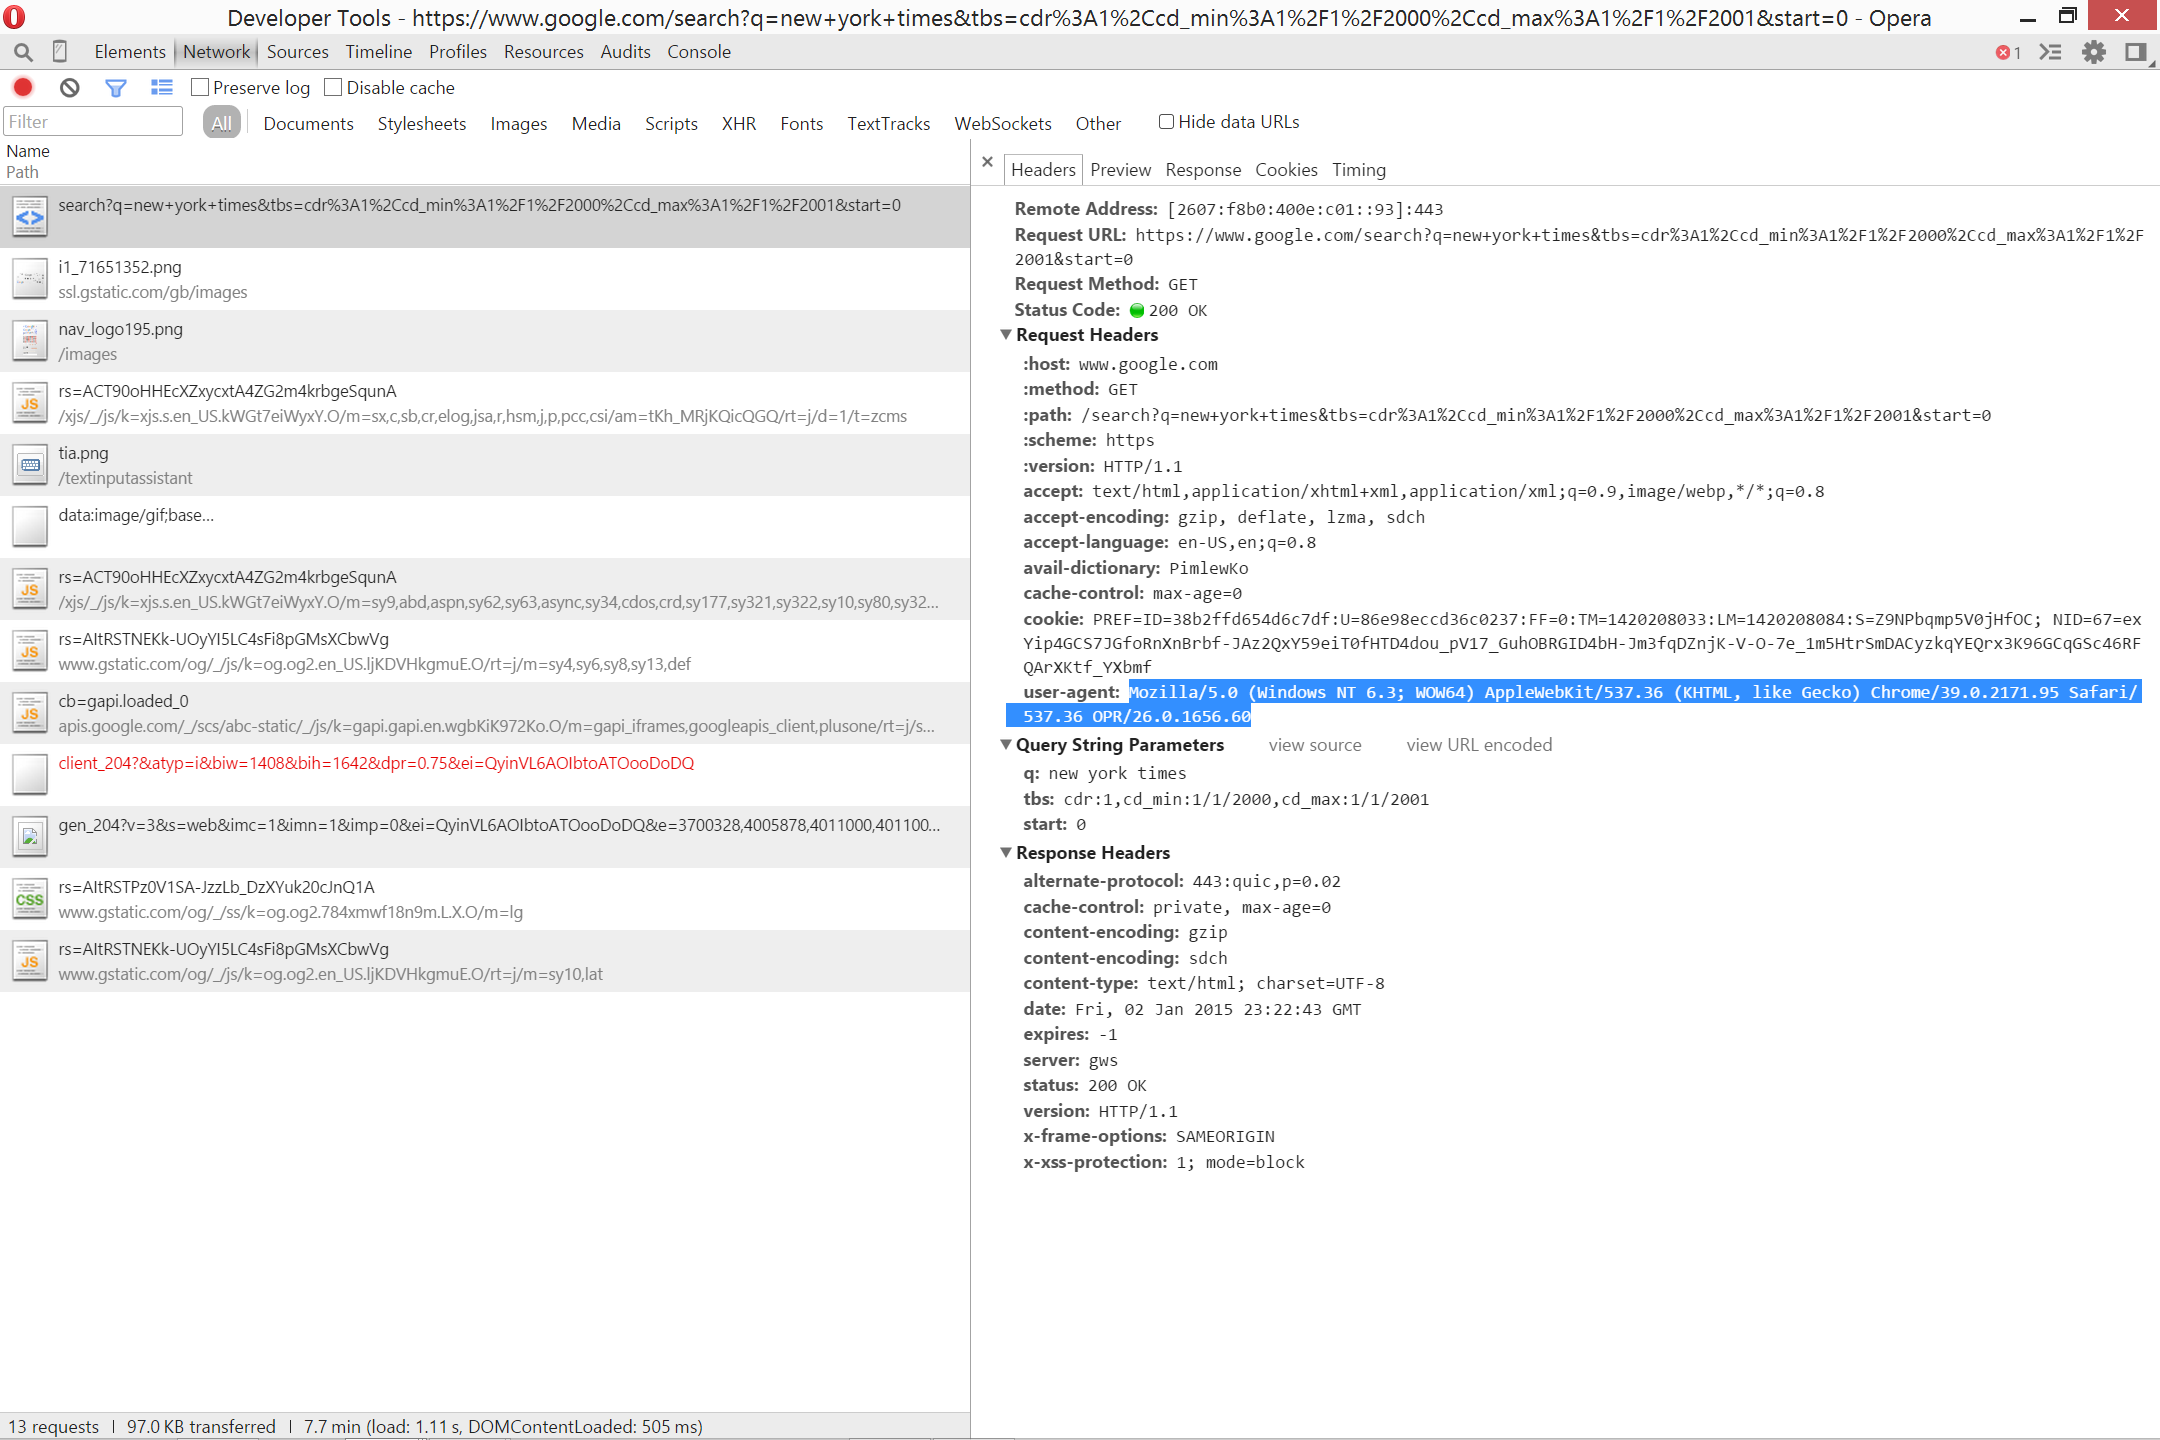 Developer Tools - https://www.google.com/search?q=new+york+times&tbs=cdr%3A1%2Ccd_min%3A1%2F1%2F2000%2Ccd_max%3A1%2F1%2F2001&start=0 - Opera
Elements Network Sources Timeline Profiles Resources Audits Console 1
Preserve log Disable cache
Filter All Documents Stylesheets Images Media Scripts XHR Fonts TextTracks WebSockets Other Hide data URLs
Name
Path
search?q=new+york+times&tbs=cdr%3A1%2Ccd_min%3A1%2F1%2F2000%2Ccd_max%3A1%2F1%2F2001&start=0
i1_71651352.png
ssl.gstatic.com/gb/images
nav_logo195.png
/images
JS
rs=ACT90oHHEcXZxycxtA4ZG2m4krbgeSqunA
/xjs/_/js/k=xjs.s.en_US.kWGt7eiWyxY.O/m=sx,c,sb,cr,elog,jsa,r,hsm,j,p,pcc,csi/am=tKh_MRjKQicQGQ/rt=j/d=1/t=zcms
tia.png
/textinputassistant
data:image/gif;base...
JS
rs=ACT90oHHEcXZxycxtA4ZG2m4krbgeSqunA
/xjs/_/js/k=xjs.s.en_US.kWGt7eiWyxY.O/m=sy9,abd,aspn,sy62,sy63,async,sy34,cdos,crd,sy177,sy321,sy322,sy10,sy80,sy32...
JS
rs=AItRSTNEKk-UOyYI5LC4sFi8pGMsXCbwVg
www.gstatic.com/og/_/js/k=og.og2.en_US.ljKDVHkgmuE.O/rt=j/m=sy4,sy6,sy8,sy13,def
JS
cb=gapi.loaded_0
apis.google.com/_/scs/abc-static/_/js/k=gapi.gapi.en.wgbKiK972Ko.O/m=gapi_iframes,googleapis_client,plusone/rt=j/s...
client_204?&atyp=i&biw=1408&bih=1642&dpr=0.75&ei=QyinVL6AOIbtoATOooDoDQ
gen_204?v=3&s=web&imc=1&imn=1&imp=0&ei=QyinVL6AOIbtoATOooDoDQ&e=3700328,4005878,4011000,401100...
CSS
rs=AItRSTPz0V1SA-JzzLb_DzXYuk20cJnQ1A
www.gstatic.com/og/_/ss/k=og.og2.784xmwf18n9m.L.X.O/m=lg
JS
rs=AItRSTNEKk-UOyYI5LC4sFi8pGMsXCbwVg
www.gstatic.com/og/_/js/k=og.og2.en_US.ljKDVHkgmuE.O/rt=j/m=sy10,lat
13 requests | 97.0 KB transferred | 7.7 min (load: 1.11 s, DOMContentLoaded: 505 ms)
× Headers Preview Response Cookies Timing
Remote Address: [2607:f8b0:400e:c01::93]:443
Request URL: https://www.google.com/search?q=new+york+times&tbs=cdr%3A1%2Ccd_min%3A1%2F1%2F2000%2Ccd_max%3A1%2F1%2F
2001&start=0
Request Method: GET
Status Code: 200 OK
Request Headers
:host: www.google.com
:method: GET
:path: /search?q=new+york+times&tbs=cdr%3A1%2Ccd_min%3A1%2F1%2F2000%2Ccd_max%3A1%2F1%2F2001&start=0
:scheme: https
:version: HTTP/1.1
accept: text/html,application/xhtml+xml,application/xml;q=0.9,image/webp,*/*;q=0.8
accept-encoding: gzip, deflate, lzma, sdch
accept-language: en-US,en;q=0.8
avail-dictionary: PimlewKo
cache-control: max-age=0
cookie: PREF=ID=38b2ffd654d6c7df:U=86e98eccd36c0237:FF=0:TM=1420208033:LM=1420208084:S=Z9NPbqmp5V0jHfOC; NID=67=ex
Yip4GCS7JGfoRnXnBrbf-JAz2QxY59eiT0fHTD4dou_pV17_GuhOBRGID4bH-Jm3fqDZnjK-V-O-7e_1m5HtrSmDACyzkqYEQrx3K96GCqGSc46RF
QArXKtf_YXbmf
user-agent: Mozilla/5.0 (Windows NT 6.3; WOW64) AppleWebKit/537.36 (KHTML, like Gecko) Chrome/39.0.2171.95 Safari/
537.36 OPR/26.0.1656.60
Query String Parameters view source view URL encoded
q: new york times
tbs: cdr:1,cd_min:1/1/2000,cd_max:1/1/2001
start: 0
Response Headers
alternate-protocol: 443:quic,p=0.02
cache-control: private, max-age=0
content-encoding: gzip
content-encoding: sdch
content-type: text/html; charset=UTF-8
date: Fri, 02 Jan 2015 23:22:43 GMT
expires: -1
server: gws
status: 200 OK
version: HTTP/1.1
x-frame-options: SAMEORIGIN
x-xss-protection: 1; mode=block